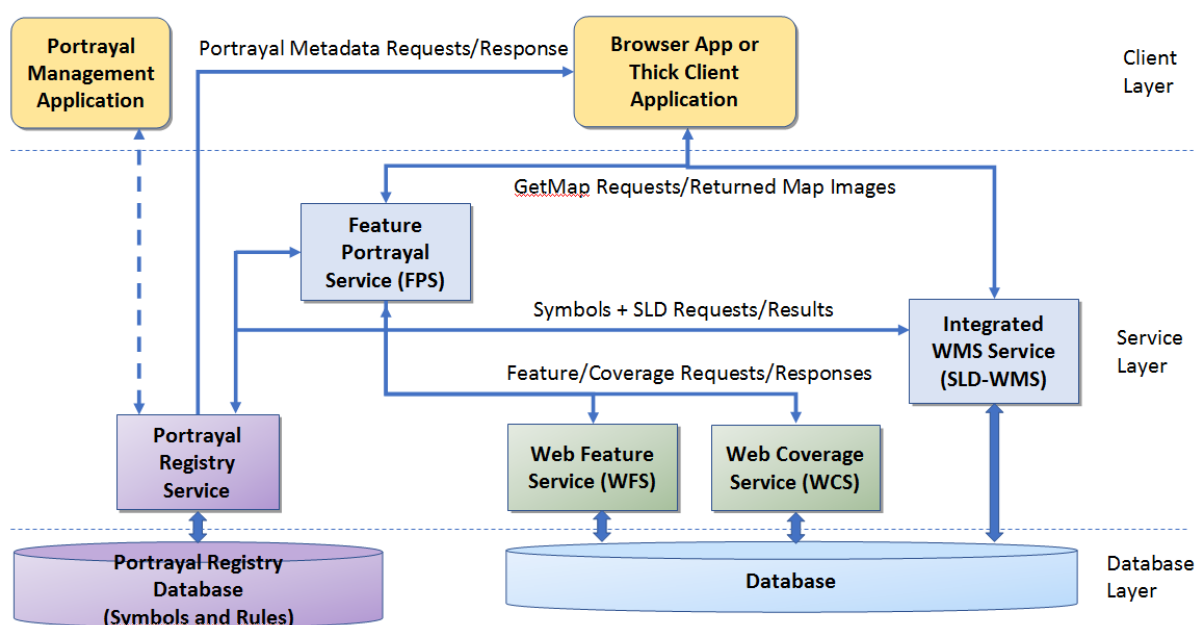 Portrayal
Management
Application
Portrayal Metadata Requests/Response
Browser App or
Thick Client
Application
Client
Layer
GetMap Requests/Returned Map Images
Feature
Portrayal
Service (FPS)
Symbols + SLD Requests/Results
Integrated
WMS Service
(SLD-WMS)
Service
Layer
Feature/Coverage Requests/Responses
Portrayal
Registry
Service
Web Feature
Service (WFS)
Web Coverage
Service (WCS)
Portrayal Registry
Database
(Symbols and Rules)
Database
Database
Layer